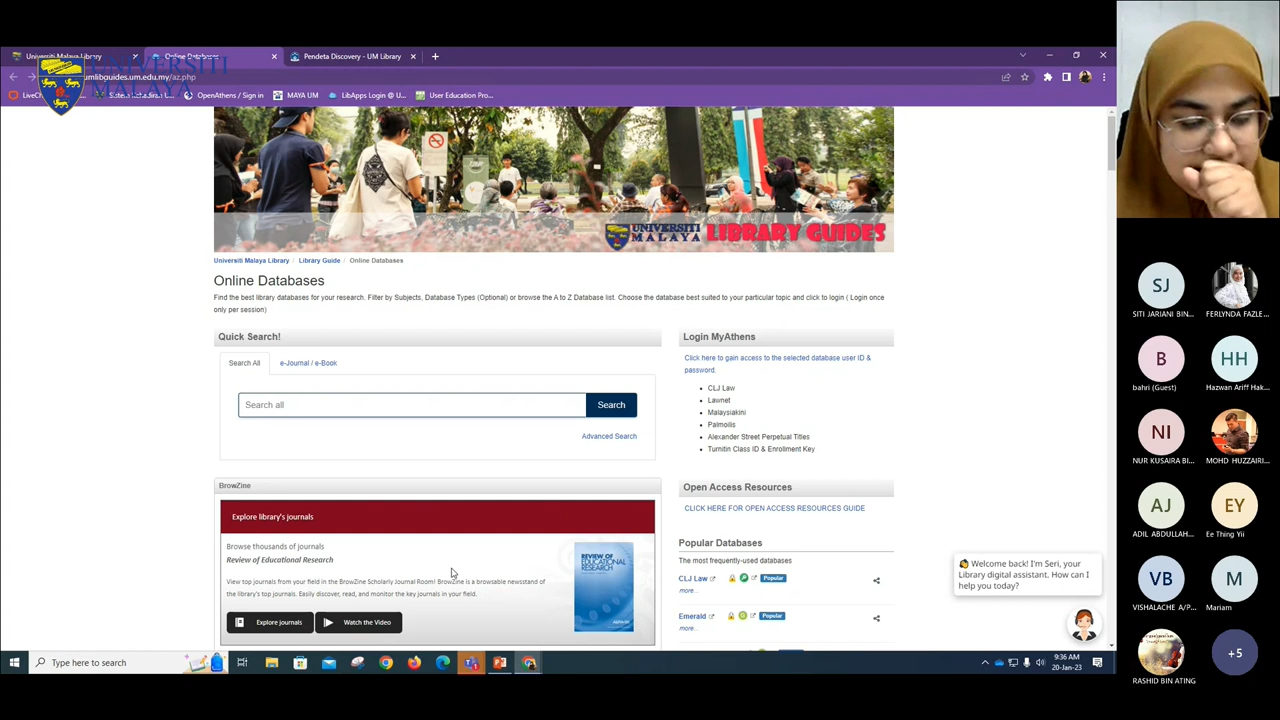 Universiti Malaya Library
Online Databases
Pendeta Discovery - UM Library
UNIVERSITI
MALAYA
umlibguides.um.edu.my/az.php
OpenAthens / Sign in
MAYA UM
LibApps Login @ U...
User Education Pro...
UNIVERSITI
MALAYA
LIBRARY GUIDES
Universiti Malaya Library / Library Guide / Online Databases
Online Databases
Find the best library databases for your research. Filter by Subjects, Database Types (Optional) or browse the A to Z Database list. Choose the database best suited to your particular topic and click to login ( Login once
only per session)
Quick Search!
Search All
e-Journal / e-Book
Search all
Search
Advanced Search
BrowZine
Explore library's journals
Browse thousands of journals
Review of Educational Research
View top journals from your field in the BrowZine Scholarly Journal Room! BrowZine is a browsable newsstand of
the library's top journals. Easily discover, read, and monitor the key journals in your field.
REVIEW OF
EDUCATIONAL
RESEARCH
Explore journals
Watch the Video
Login MyAthens
Click here to gain access to the selected database user ID &
password.
CLJ Law
Lawnet
Malaysiakini
Palmoilis
Alexander Street Perpetual Titles
Turnitin Class ID & Enrollment Key
Open Access Resources
CLICK HERE FOR OPEN ACCESS RESOURCES GUIDE
Popular Databases
The most frequently-used databases
CLJ Law
Popular
more...
Emerald
Popular
more...
Welcome back! I'm Seri, your
Library digital assistant. How can I
help you today?
Type here to search
9:36 AM
20-Jan-23
SJ
SITI JARIANI BIN...
FERLYNDA FAZLE...
B
HH
bahri (Guest)
Hazwan Ariff Hak...
NI
NUR KUSAIRA BI...
MOHD HUZZAIRI...
AJ
EY
ADIL ABDULLAH...
Ee Thing Yii
VB
M
VISHALACHE A/P...
Mariam
+5
RASHID BIN ATING